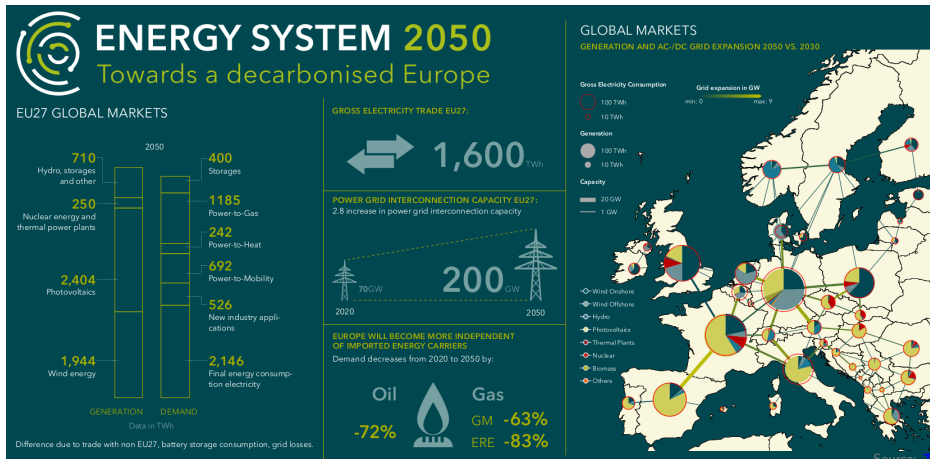 ENERGY SYSTEM 2050
Towards a decarbonised Europe
EU27 GLOBAL MARKETS
2050
710
Hydro, storages
and other
250
Nuclear energy and
thermal power plants
2,404
Photovoltaics
1,944
Wind energy
400
Storages
1185
Power-to-Gas
242
Power-to-Heat
692
Power-to-Mobility
526
New industry appli-
cations
2,146
Final energy consump-
tion electricity
GENERATION
DEMAND
Data in TWh
Difference due to trade with non EU27, battery storage consumption, grid losses.
GROSS ELECTRICITY TRADE EU27:
1,600 TWh
POWER GRID INTERCONNECTION CAPACITY EU27:
2.8 increase in power grid interconnection capacity
70GW
200 GW
2020
2050
EUROPE WILL BECOME MORE INDEPENDENT
OF IMPORTED ENERGY CARRIERS
Demand decreases from 2020 to 2050 by:
Oil
-72%
Gas
GM -63%
ERE -83%
GLOBAL MARKETS
GENERATION AND AC-/DC GRID EXPANSION 2050 VS. 2030
Gross Electricity Consumption
100 TWh
10 TWh
Grid expansion in GW
min: 0
max: 9
Generation
100 TWh
10 TWh
Capacity
20 GW
1 GW
Wind Onshore
Wind Offshore
Hydro
Photovoltaics
Thermal Plants
Nuclear
Biomass
Others
Source: